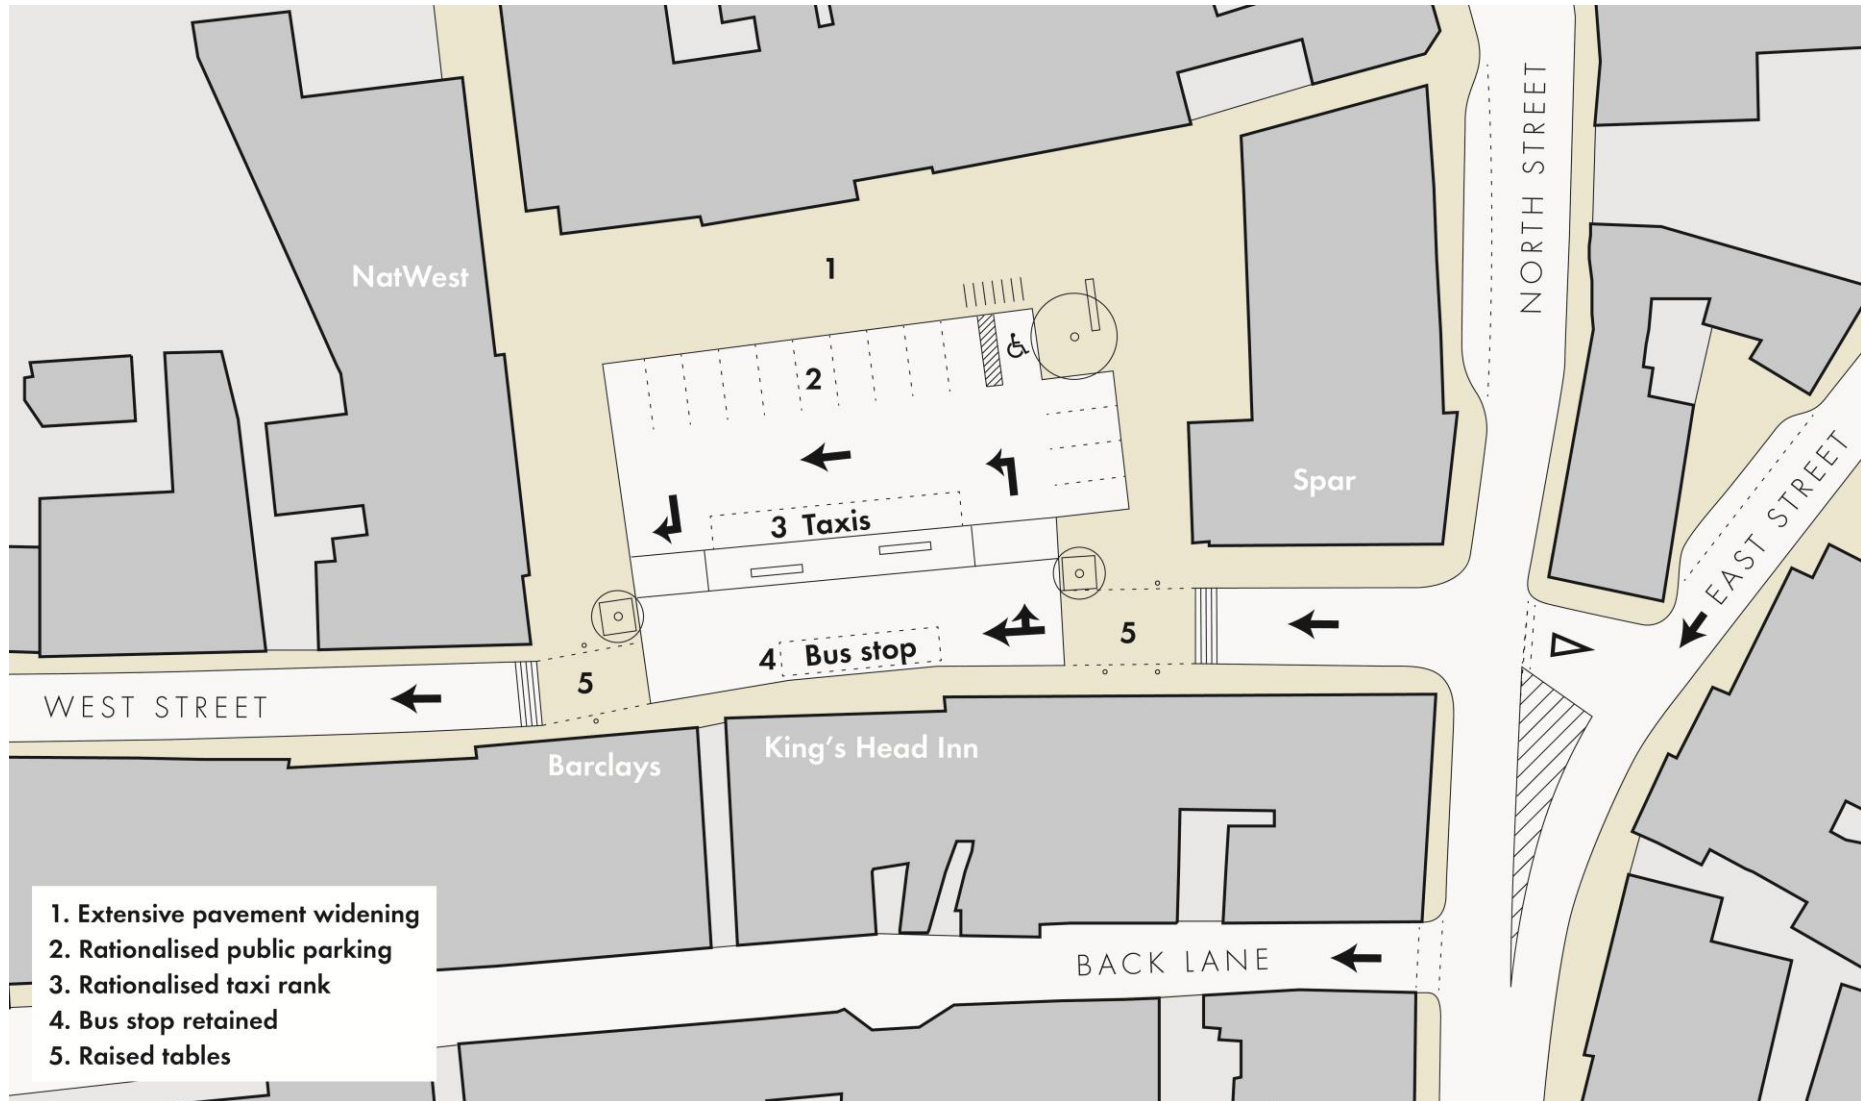 NORTH STREET
NatWest
1
2
Spar
3 Taxis
EAST STREET
5
4 Bus stop
5
WEST STREET
King's Head Inn
Barclays
BACK LANE
1. Extensive pavement widening
2. Rationalised public parking
3. Rationalised taxi rank
4. Bus stop retained
5. Raised tables